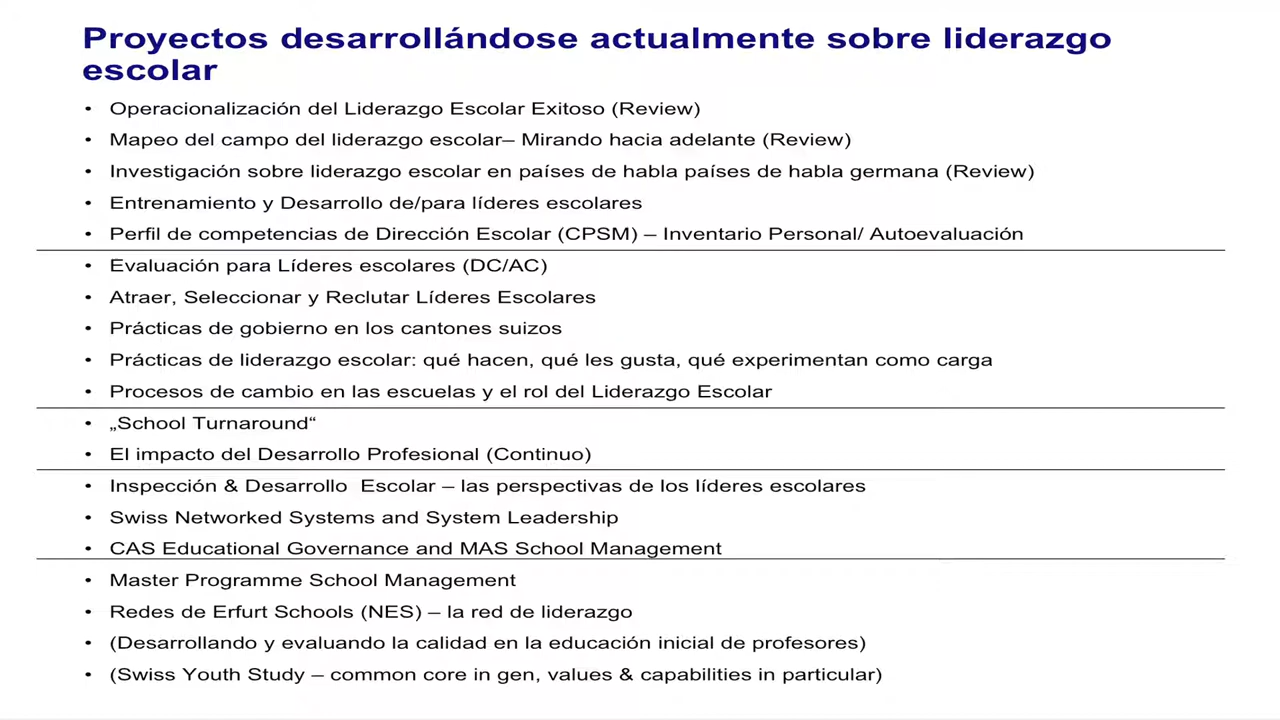 Proyectos desarrollándose actualmente sobre liderazgo
escolar
• Operacionalización del Liderazgo Escolar Exitoso (Review)
• Mapeo del campo del liderazgo escolar– Mirando hacia adelante (Review)
• Investigación sobre liderazgo escolar en países de habla países de habla germana (Review)
• Entrenamiento y Desarrollo de/para líderes escolares
• Perfil de competencias de Dirección Escolar (CPSM) – Inventario Personal/ Autoevaluación
• Evaluación para Líderes escolares (DC/AC)
• Atraer, Seleccionar y Reclutar Líderes Escolares
• Prácticas de gobierno en los cantones suizos
• Prácticas de liderazgo escolar: qué hacen, qué les gusta, qué experimentan como carga
• Procesos de cambio en las escuelas y el rol del Liderazgo Escolar
• „School Turnaround“
• El impacto del Desarrollo Profesional (Continuo)
• Inspección & Desarrollo  Escolar – las perspectivas de los líderes escolares
• Swiss Networked Systems and System Leadership
• CAS Educational Governance and MAS School Management
• Master Programme School Management
• Redes de Erfurt Schools (NES) – la red de liderazgo
• (Desarrollando y evaluando la calidad en la educación inicial de profesores)
• (Swiss Youth Study – common core in gen, values & capabilities in particular)